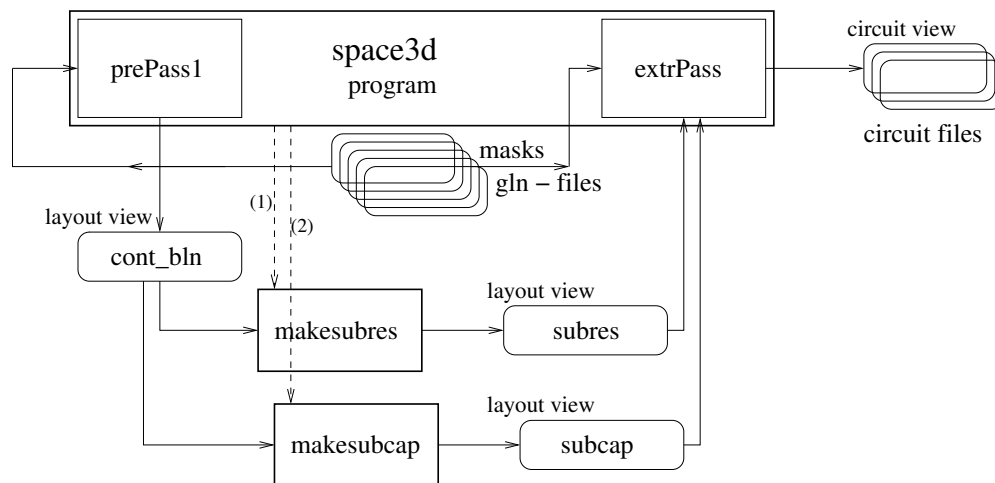 circuit view
space3d
prePass1
extrPass
program
circuit files
masks
gln – files
(1)
layout view
(2)
cont_bln
layout view
makesubres
subres
layout view
makesubcap
subcap